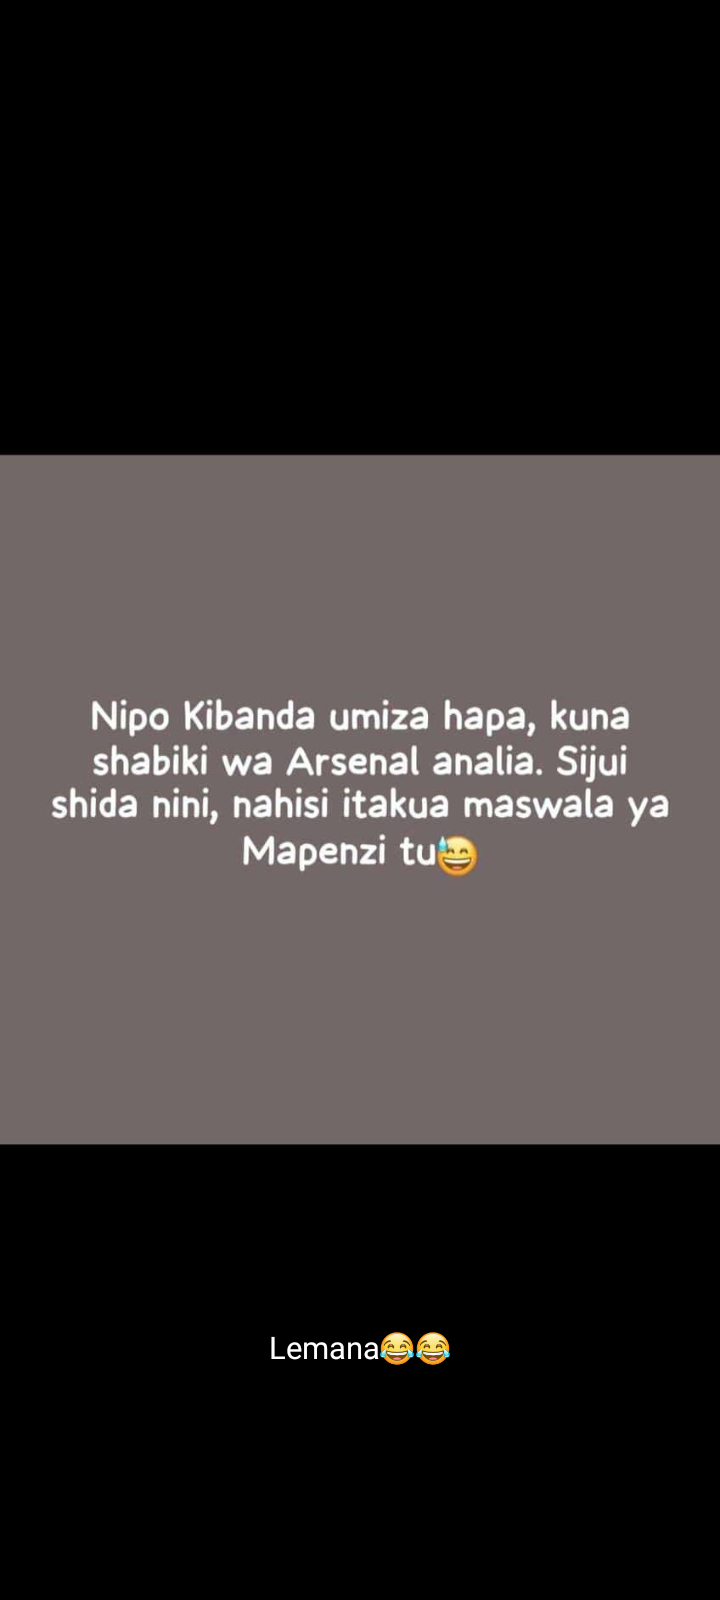 Nipo Kibanda umiza hapa, kuna
shabiki wa Arsenal analia. Sijui
shida nini, nahisi itakua maswala ya
Mapenzi tu😅
Lemana😂😂